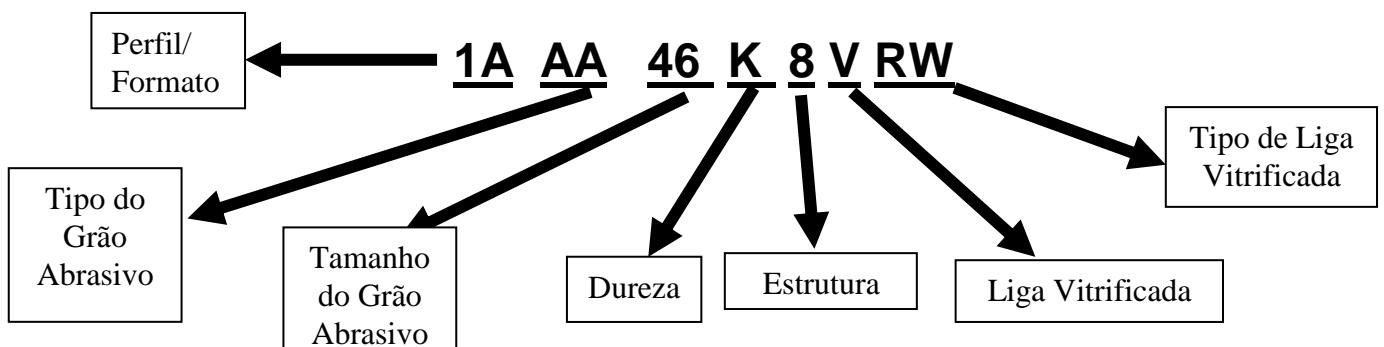 Perfil/
Formato
1A AA 46 K 8 V RW
Tipo de Liga
Vitrificada
Tipo do
Grão
Abrasivo
Tamanho
do Grão
Abrasivo
Dureza
Estrutura
Liga Vitrificada